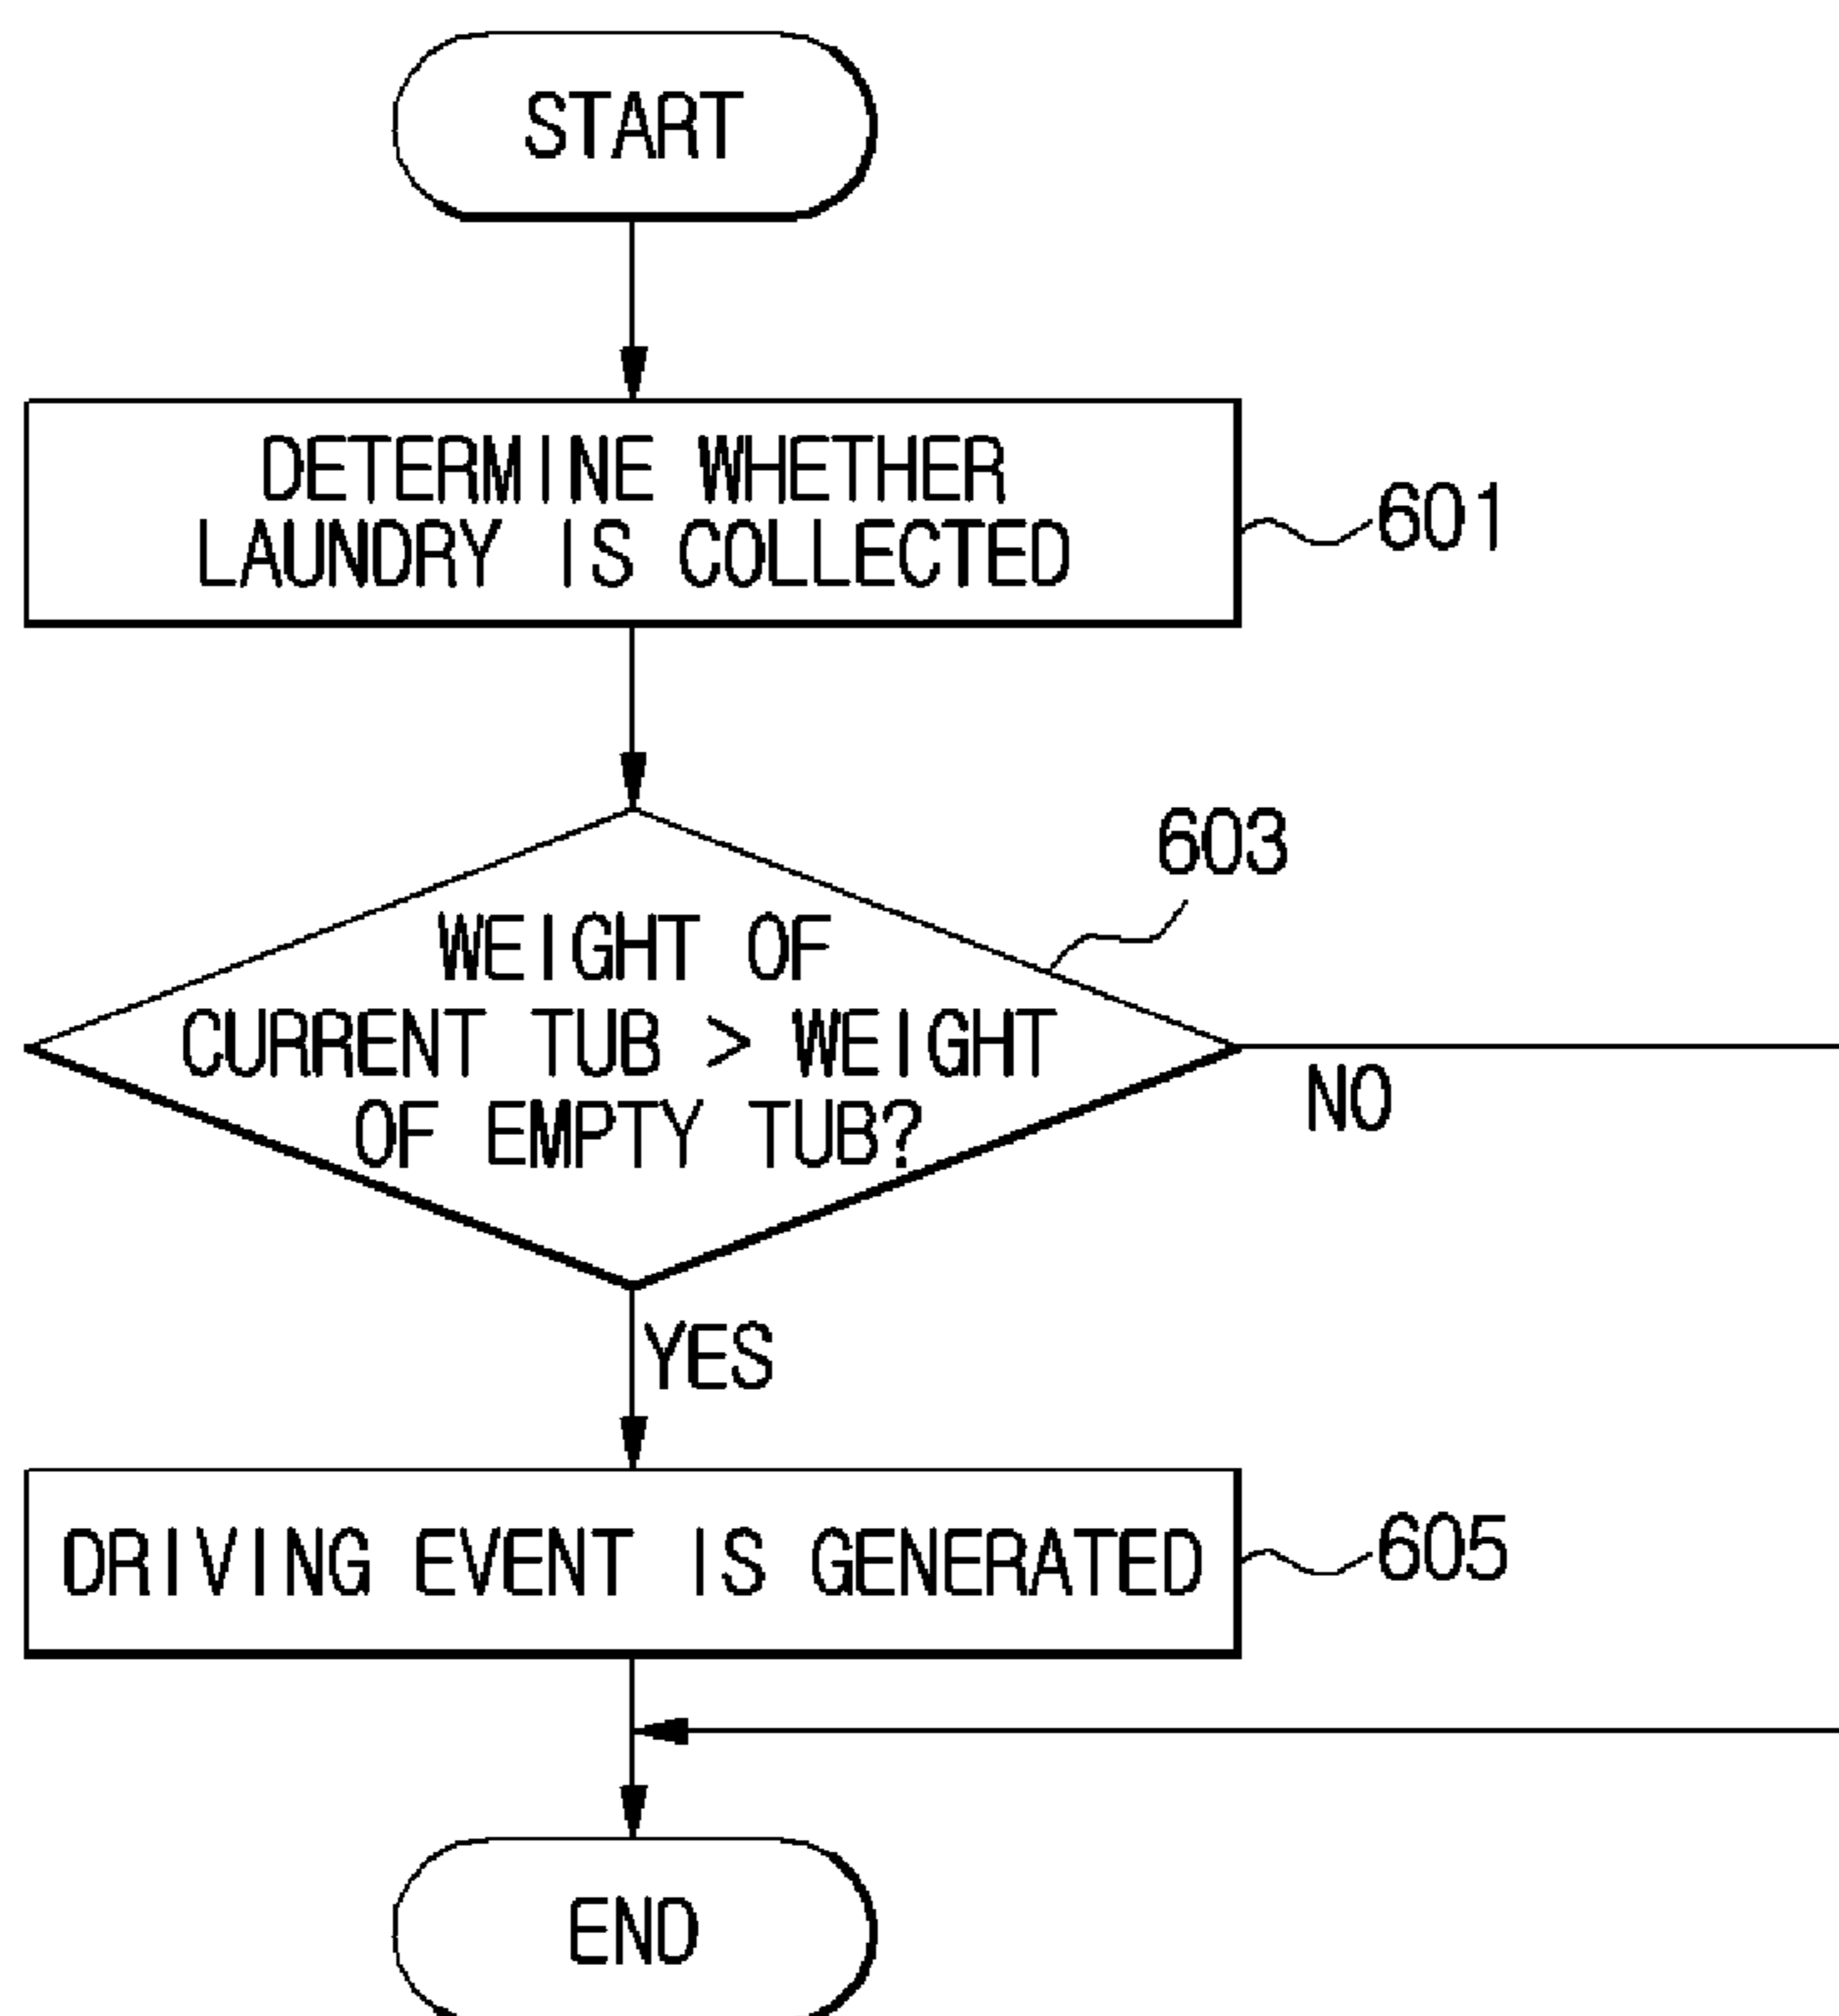 START
DETERMINE WHETHER
LAUNDRY IS COLLECTED
601
603
WEIGHT OF
CURRENT TUB > WEIGHT
OF EMPTY TUB?
NO
YES
DRIVING EVENT IS GENERATED
605
END